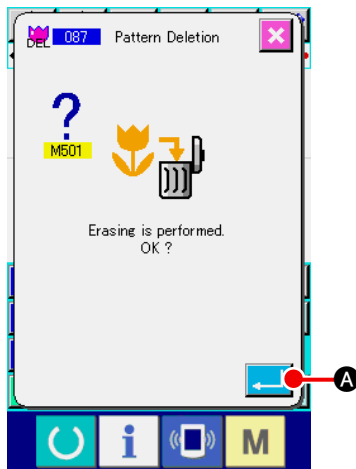 DEL 087 Pattern Deletion
?
M501
Erasing is performed.
OK ?
A
i M